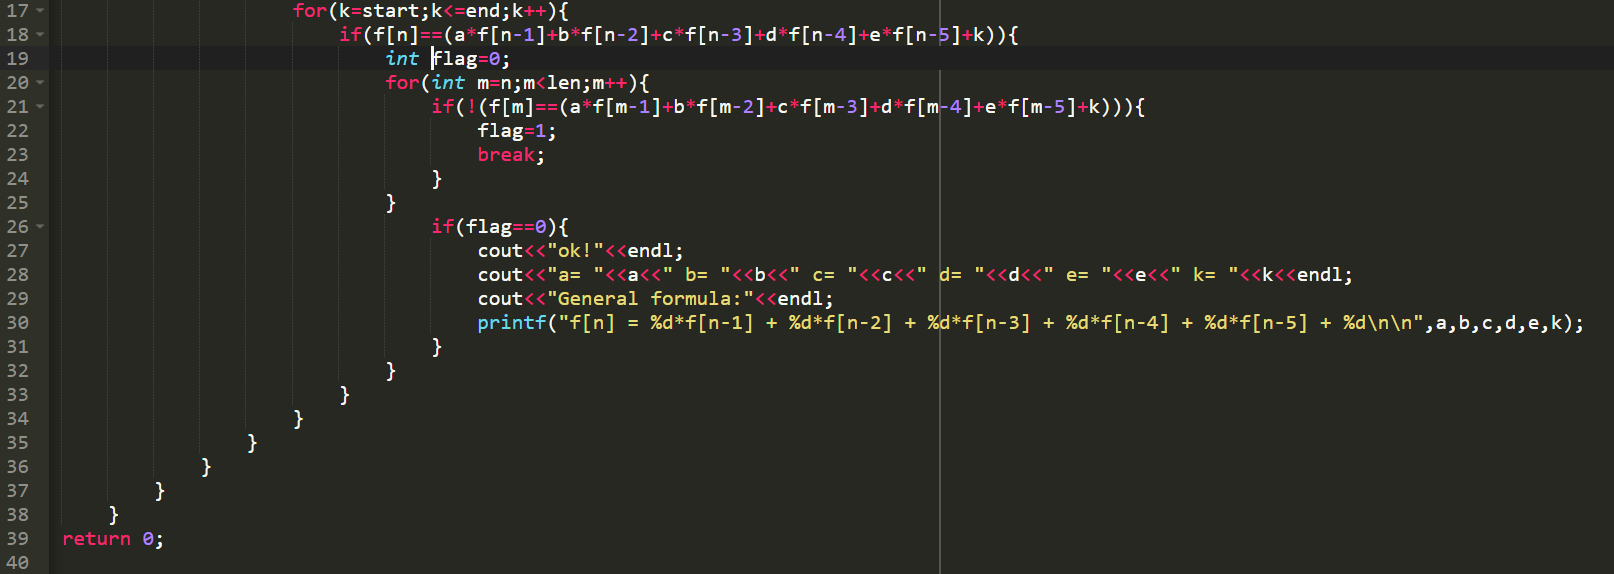 17 for(k=start;k<=end;k++){
18 if(f[n]==(a*f[n-1]+b*f[n-2]+c*f[n-3]+d*f[n-4]+e*f[n-5]+k)){
19 int flag=0;
20 for(int m=n;m<len;m++){
21 if(!(f[m]==(a*f[m-1]+b*f[m-2]+c*f[m-3]+d*f[m-4]+e*f[m-5]+k))){
22 flag=1;
23 break;
24 }
25 }
26 if(flag==0){
27 cout<<"ok!"<<endl;
28 cout<<"a= "<<a<<" b= "<<b<<" c= "<<c<<" d= "<<d<<" e= "<<e<<" k= "<<k<<endl;
29 cout<<"General formula:"<<endl;
30 printf("f[n] = %d*f[n-1] + %d*f[n-2] + %d*f[n-3] + %d*f[n-4] + %d*f[n-5] + %d\n\n",a,b,c,d,e,k);
31 }
32 }
33 }
34 }
35 }
36 }
37 }
38 }
39 return 0;
40